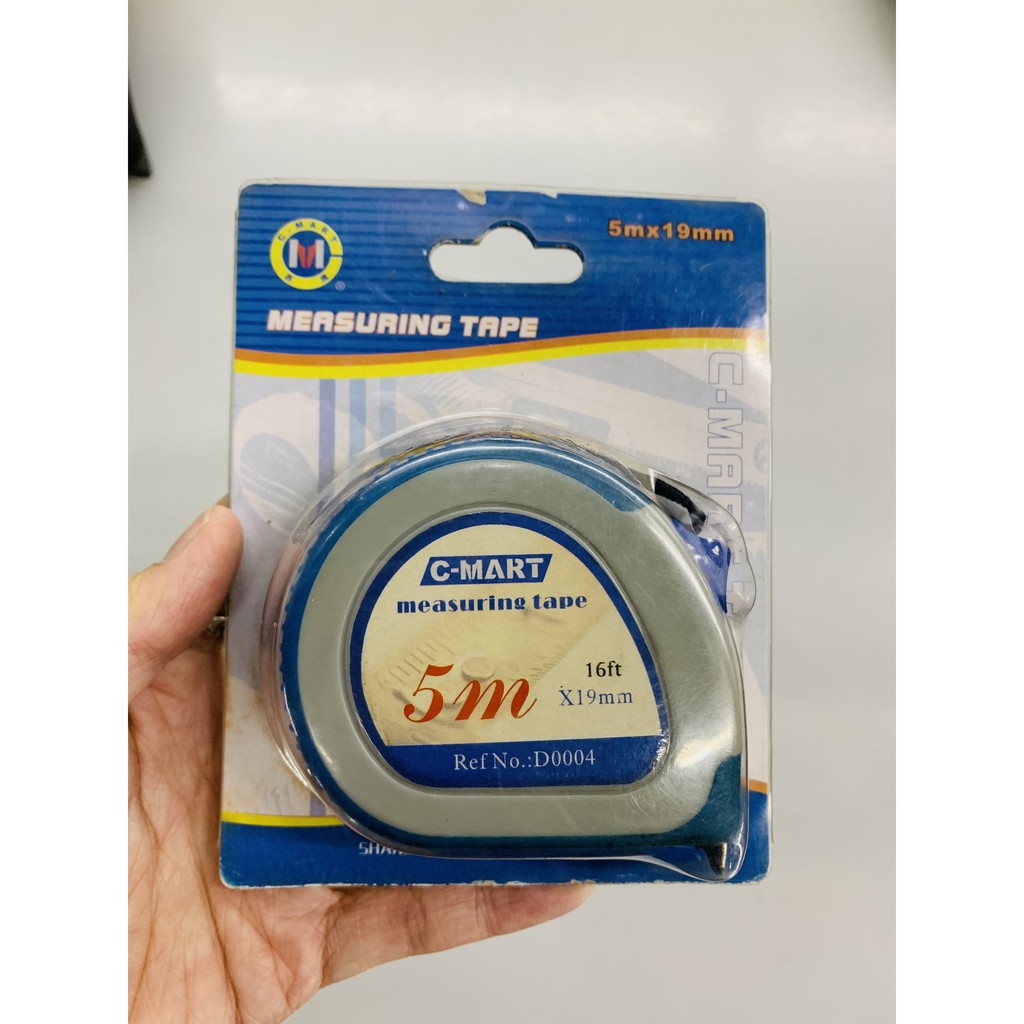 C-MART
M
5mx19mm
MEASURING TAPE
C-MART
C-MART
measuring tape
5m
16ft
X19mm
Ref No.:D0004